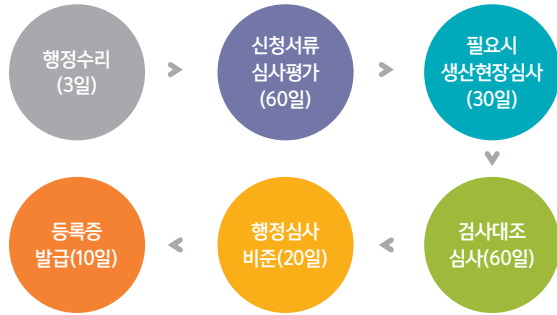 행정수리
(3일)
신청서류
심사평가
(60일)
필요시
생산현장심사
(30일)
검사대조
심사(60일)
행정심사
비준(20일)
등록증
발급(10일)